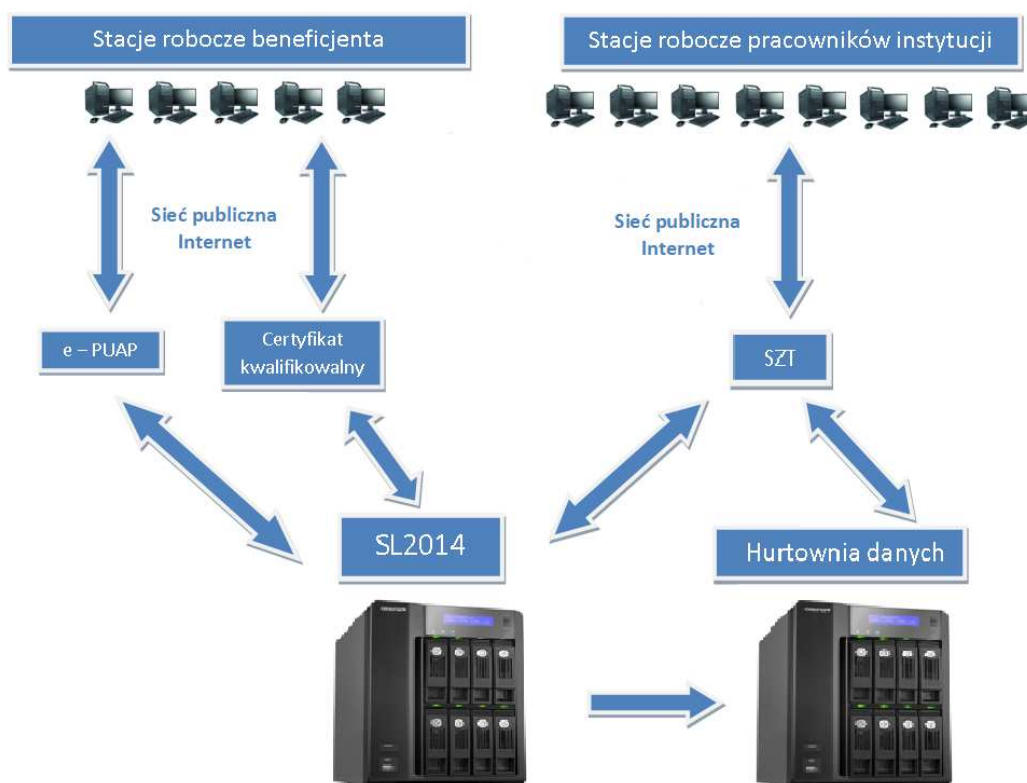 Stacje robocze beneficjenta
Stacje robocze pracowników instytucji
Sieć publiczna
Internet
Sieć publiczna
Internet
e – PUAP
Certyfikat
kwalifikowalny
SZT
SL2014
Hurtownia danych